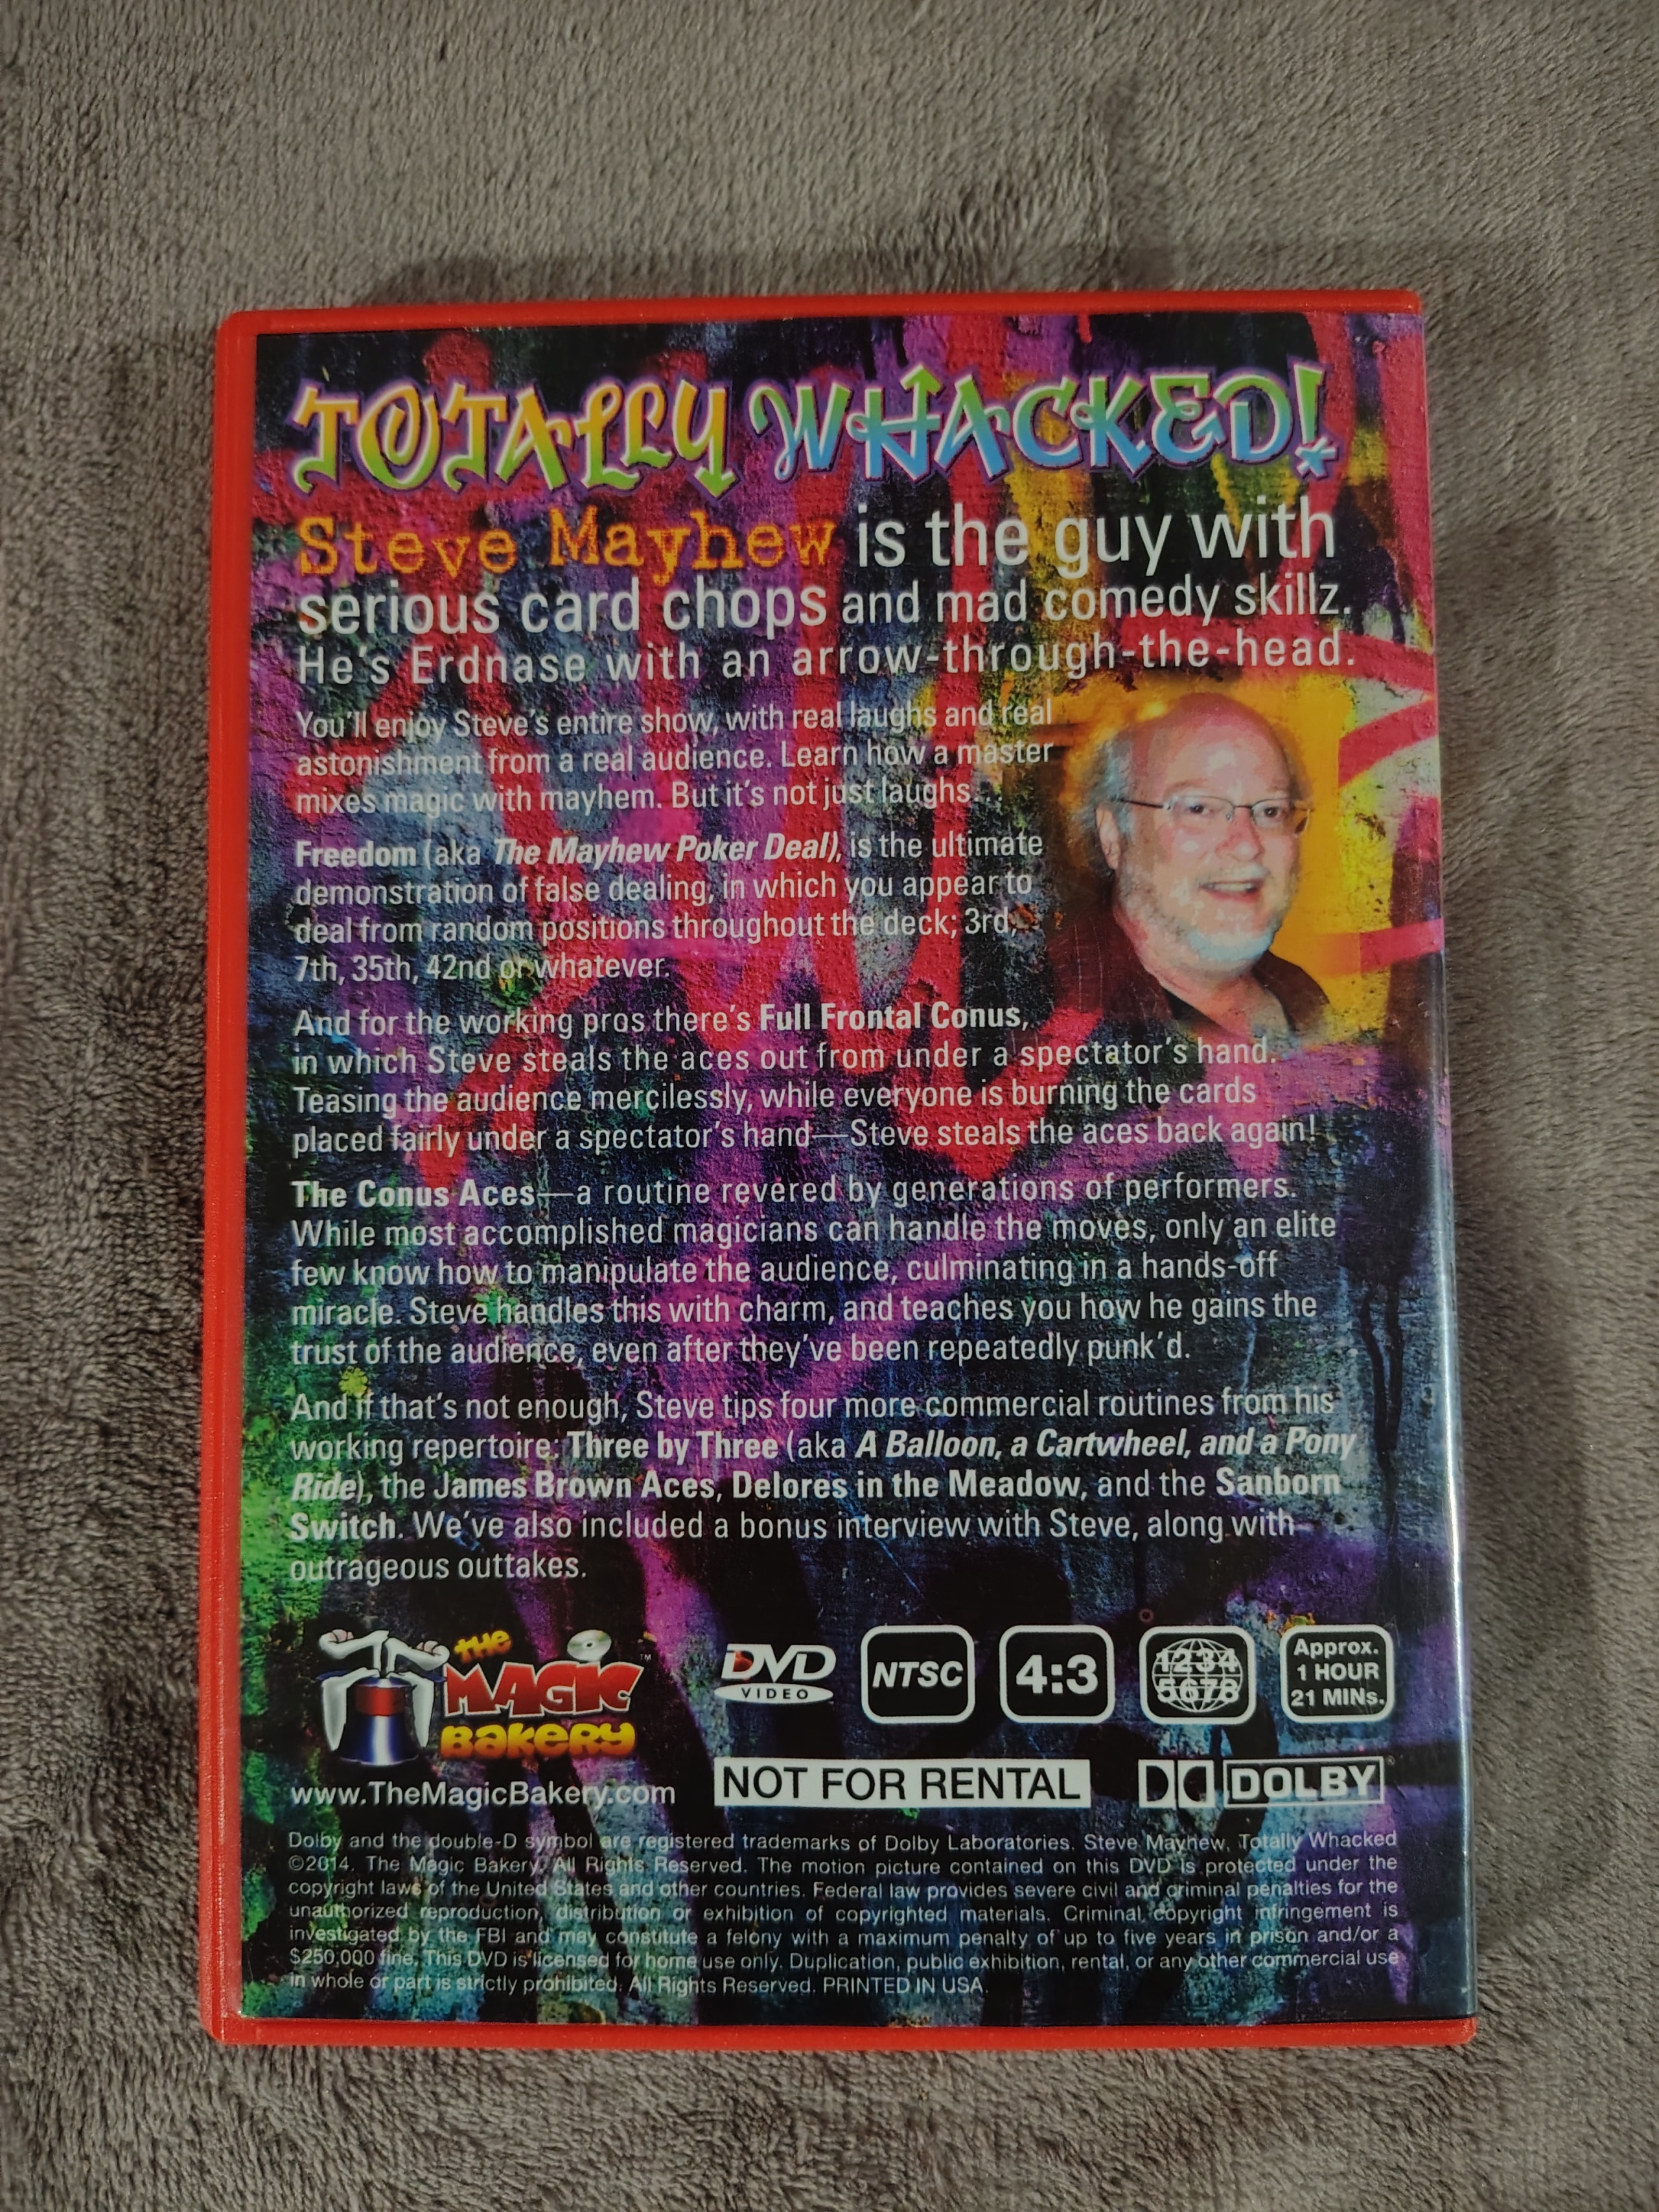 TOTALLY WHACKED!
Steve Mayhew is the guy with
serious card chops and mad comedy skillz.
He's Erdnase with an arrow-through-the-head.
You'll enjoy Steve's entire show, with real laughs and real
astonishment from a real audience. Learn how a master
mixes magic with mayhem. But it's not just laughs...
Freedom (aka The Mayhew Poker Deal), is the ultimate
demonstration of false dealing, in which you appear to
deal from random positions throughout the deck; 3rd,
7th, 35th, 42nd or whatever.
And for the working pros there's Full Frontal Conus,
in which Steve steals the aces out from under a spectator's hand.
Teasing the audience mercilessly, while everyone is burning the cards
placed fairly under a spectator's hand—Steve steals the aces back again!
The Conus Aces—a routine revered by generations of performers.
While most accomplished magicians can handle the moves, only an elite
few know how to manipulate the audience, culminating in a hands-off
miracle. Steve handles this with charm, and teaches you how he gains the
trust of the audience, even after they've been repeatedly punk'd.
And if that's not enough, Steve tips four more commercial routines from his
working repertoire: Three by Three (aka A Balloon, a Cartwheel, and a Pony
Ride), the James Brown Aces, Delores in the Meadow, and the Sanborn
Switch. We've also included a bonus interview with Steve, along with
outrageous outtakes.
THE MAGIC BAKERY ™
DVD VIDEO
NTSC
4:3
1234
5678
Approx.
1 HOUR
21 MINs.
www.TheMagicBakery.com
NOT FOR RENTAL
DOLBY
Dolby and the double-D symbol are registered trademarks of Dolby Laboratories. Steve Mayhew, Totally Whacked
©2014. The Magic Bakery. All Rights Reserved. The motion picture contained on this DVD is protected under the
copyright laws of the United States and other countries. Federal law provides severe civil and criminal penalties for the
unauthorized reproduction, distribution or exhibition of copyrighted materials. Criminal copyright infringement is
investigated by the FBI and may constitute a felony with a maximum penalty of up to five years in prison and/or a
$250,000 fine. This DVD is licensed for home use only. Duplication, public exhibition, rental, or any other commercial use
in whole or part is strictly prohibited. All Rights Reserved. PRINTED IN USA.